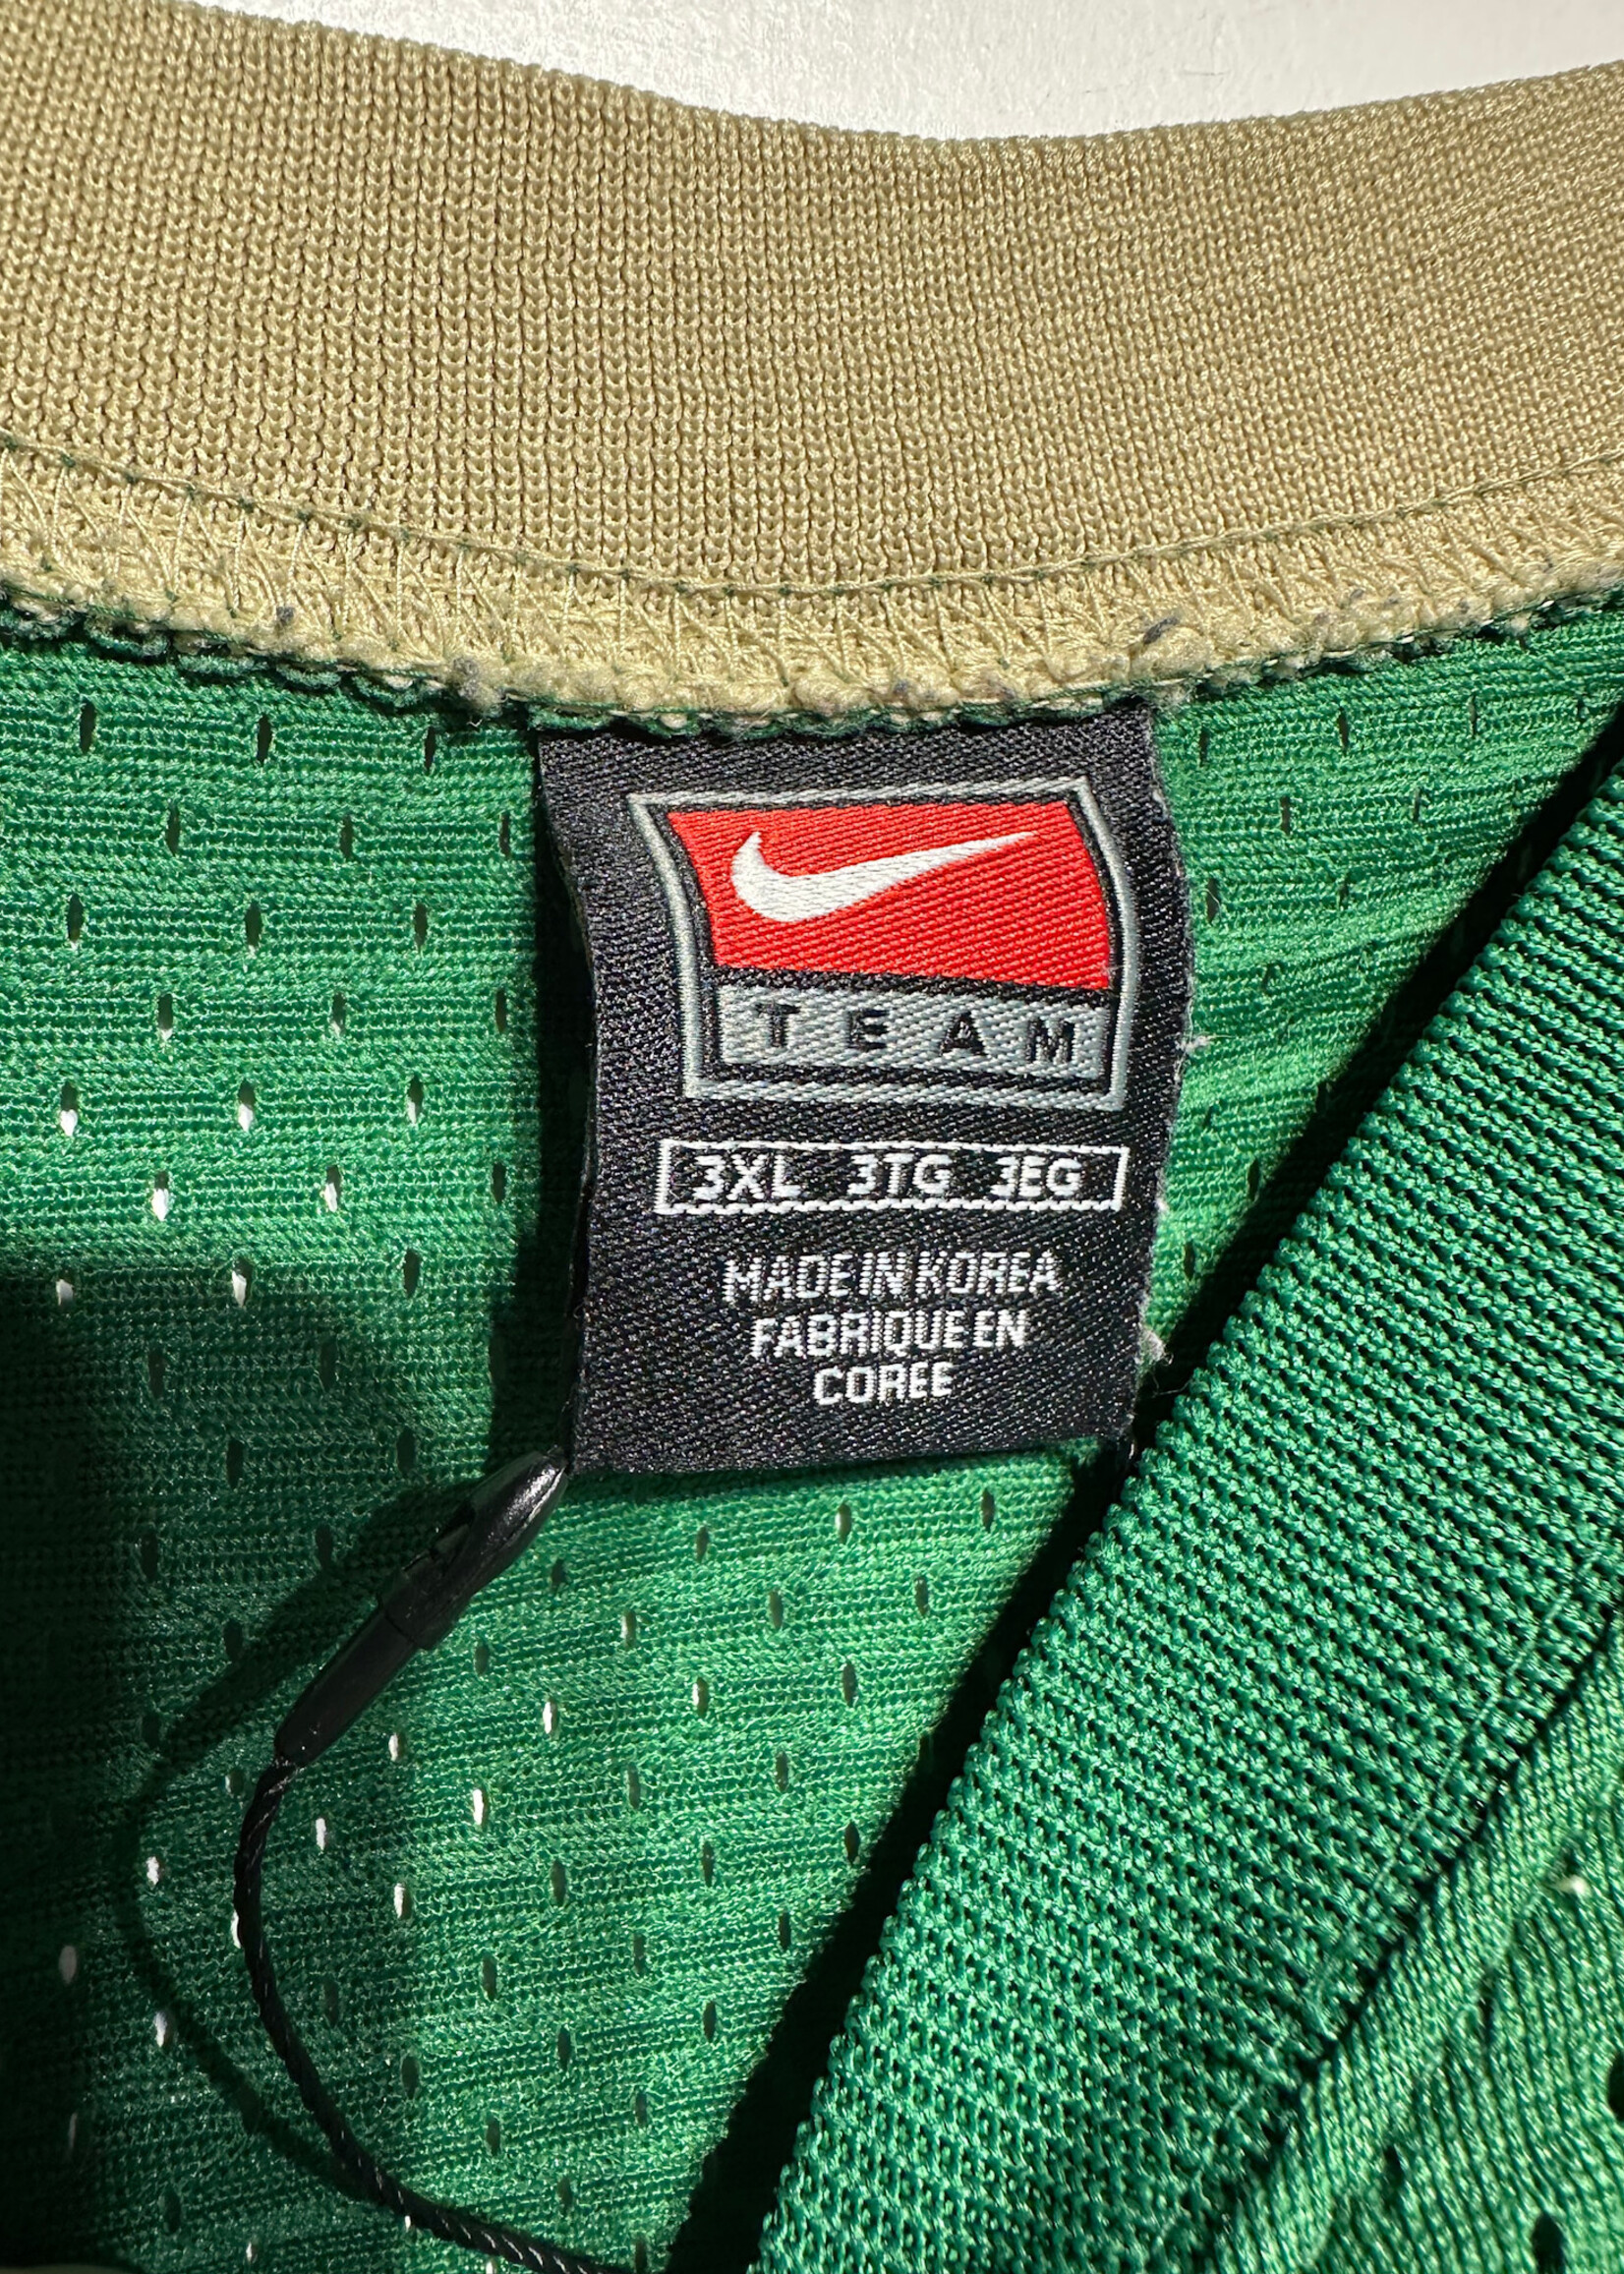 TEAM
3XL 3TG 3EG
MADE IN KOREA
FABRIQUE EN
COREE